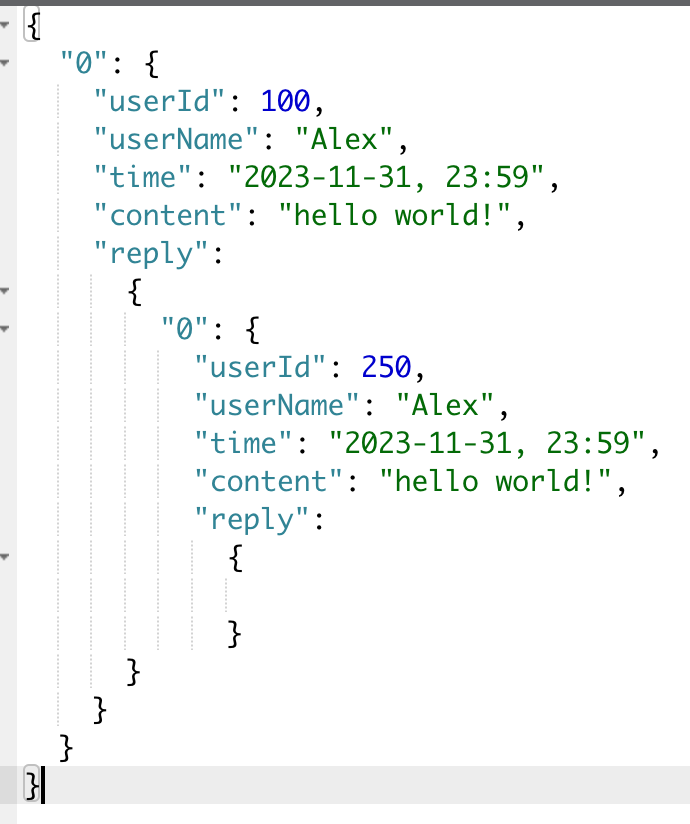 {
"0": {
"userId": 100,
"userName": "Alex",
"time": "2023-11-31, 23:59",
"content": "hello world!",
"reply":
{
"0": {
"userId": 250,
"userName": "Alex",
"time": "2023-11-31, 23:59",
"content": "hello world!",
"reply":
{
}
}
}
}
}